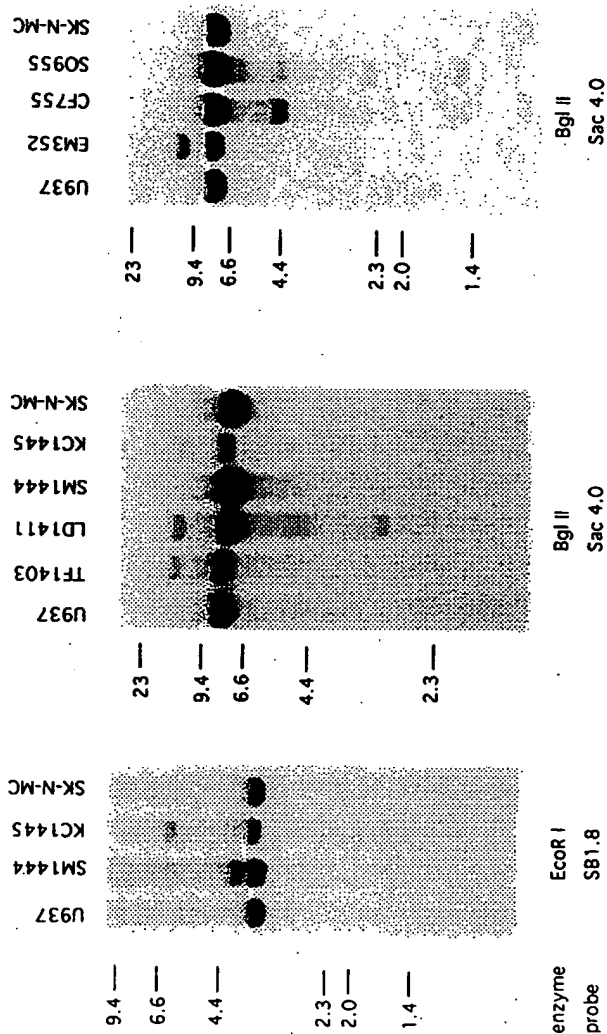 U937
SM1444
KC1445
SK-N-MC
9.4
6.6
4.4
2.3
2.0
1.4
enzyme EcoR I
probe SB1.8
U937
TF1403
LD1411
SM1444
KC1445
SK-N-MC
23
9.4
6.6
4.4
2.3
Bgl II
Sac 4.0
U937
EM352
CF755
SO955
SK-N-MC
23
9.4
6.6
4.4
2.3
2.0
1.4
Bgl II
Sac 4.0